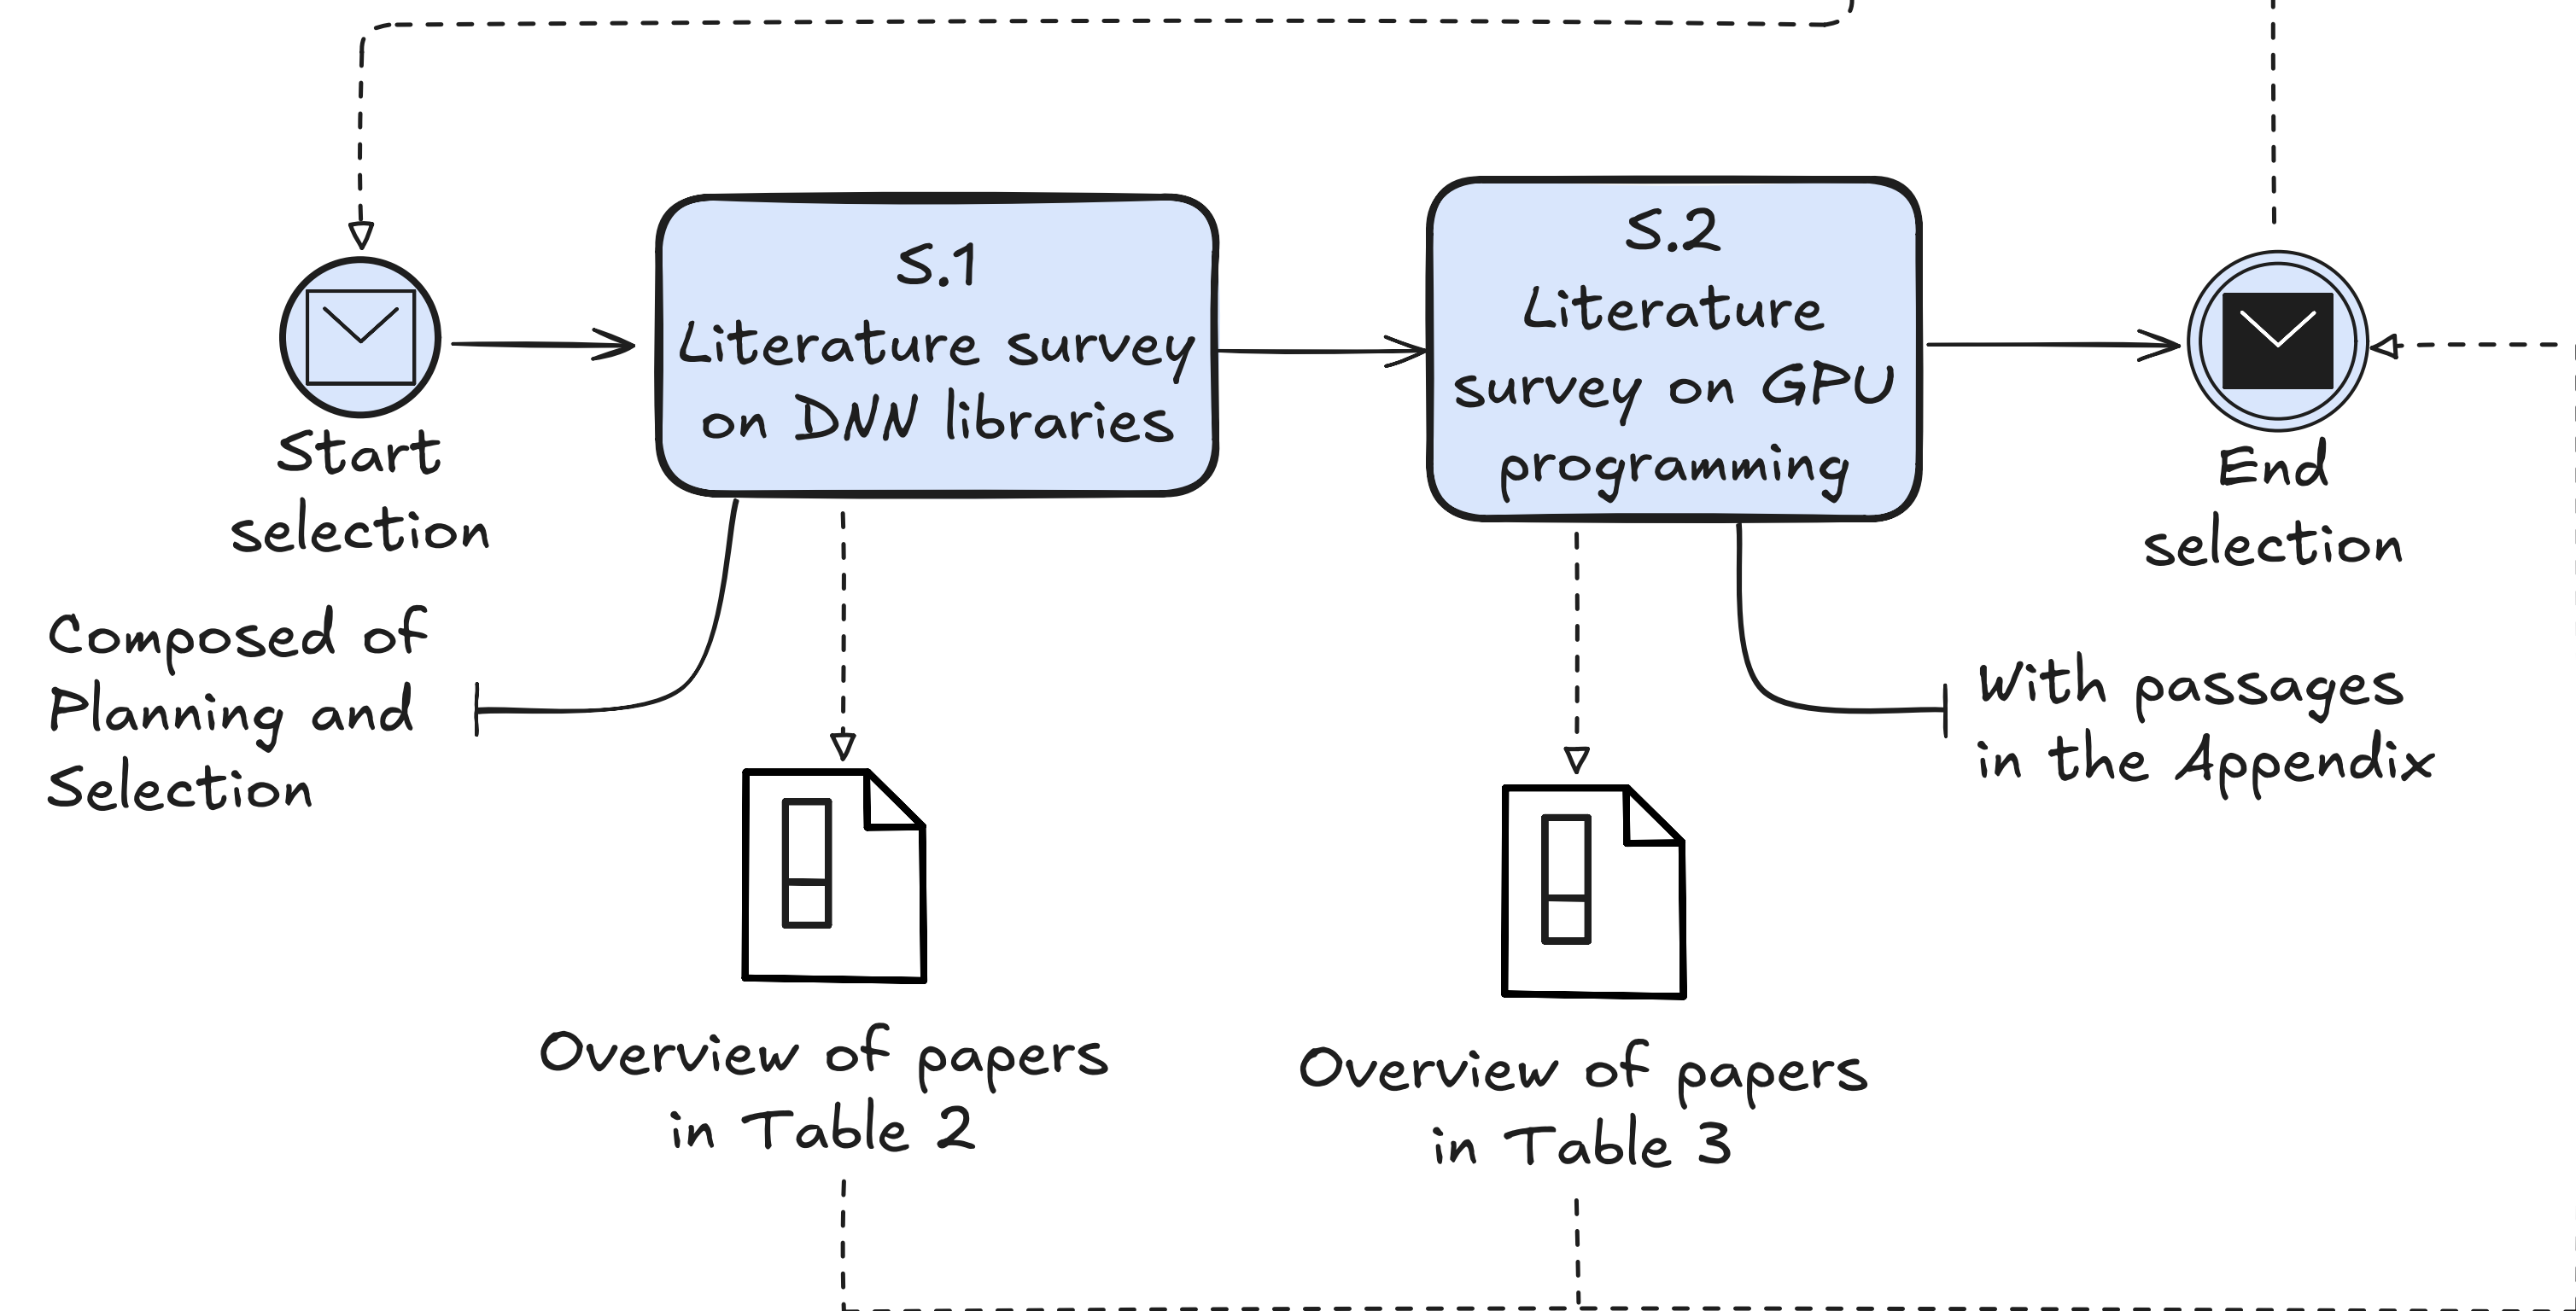 S.1
Literature survey
on DNN libraries
S.2
Literature
survey on GPU
programming
Start
selection
End
selection
Composed of
Planning and
Selection
With passages
in the Appendix
Overview of papers
in Table 2
Overview of papers
in Table 3